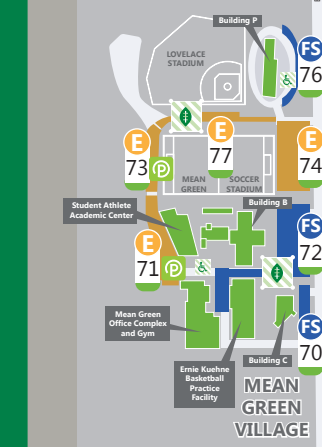 Building P
FS
76
LOVELACE
STADIUM
E
73
E
77
E
74
P
MEAN
GREEN
SOCCER
STADIUM
Student Athlete
Academic Center
Building B
FS
72
E
71
P
Mean Green
Office Complex
and Gym
FS
70
Ernie Kuehne
Basketball
Practice
Facility
Building C
MEAN
GREEN
VILLAGE